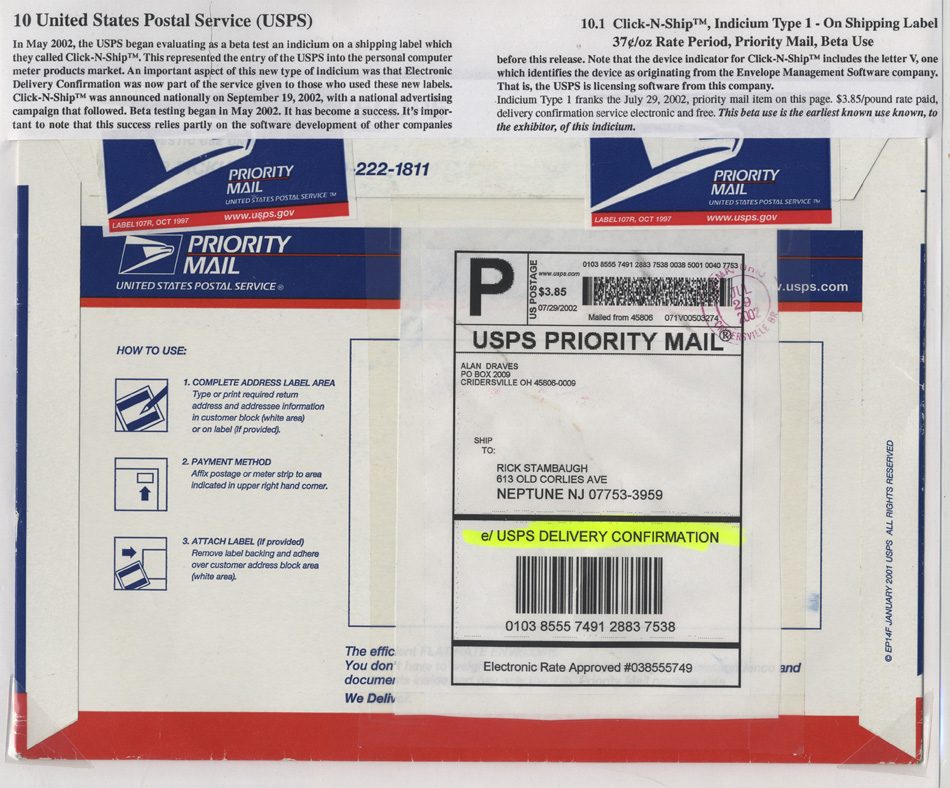 10 United States Postal Service (USPS)
In May 2002, the USPS began evaluating as a beta test an indicium on a shipping label which
they called Click-N-Ship™. This represented the entry of the USPS into the personal computer
meter products market. An important aspect of this new type of indicium was that Electronic
Delivery Confirmation was now part of the service given to those who used these new labels.
Click-N-Ship™ was announced nationally on September 19, 2002, with a national advertising
campaign that followed. Beta testing began in May 2002. It has become a success. It's impor-
tant to note that this success relies partly on the software development of other companies
10.1 Click-N-Ship™, Indicium Type 1 - On Shipping Label
37¢/oz Rate Period, Priority Mail, Beta Use
before this release. Note that the device indicator for Click-N-Ship™ includes the letter V, one
which identifies the device as originating from the Envelope Management Software company.
That is, the USPS is licensing software from this company.
Indicium Type 1 franks the July 29, 2002, priority mail item on this page. $3.85/pound rate paid,
delivery confirmation service electronic and free. This beta use is the earliest known use known, to
the exhibitor, of this indicium.
PRIORITY
MAIL
UNITED STATES POSTAL SERVICE™
LABEL107R, OCT 1997
www.usps.gov
-222-1811
PRIORITY
MAIL
UNITED STATES POSTAL SERVICE™
LABEL107R, OCT 1997
www.usps.gov
PRIORITY
MAIL
UNITED STATES POSTAL SERVICE®
.usps.com
HOW TO USE:
1. COMPLETE ADDRESS LABEL AREA
Type or print required return
address and addressee information
in customer block (white area)
or on label (if provided).
2. PAYMENT METHOD
Affix postage or meter strip to area
indicated in upper right hand corner.
3. ATTACH LABEL (if provided)
Remove label backing and adhere
over customer address block area
(white area).
P
US POSTAGE
www.usps.com
$3.85
07/29/2002
0103 8555 7491 2883 7538 0038 5001 0040 7753
Mailed from 45806 071V00503274
JUL
29
2002
USPS PRIORITY MAIL®
ALAN DRAVES
PO BOX 2009
CRIDERSVILLE OH 45806-0009
SHIP
TO:
RICK STAMBAUGH
613 OLD CORLIES AVE
NEPTUNE NJ 07753-3959
e/ USPS DELIVERY CONFIRMATION
0103 8555 7491 2883 7538
Electronic Rate Approved #038555749
The efficient FLAT RATE ENVELOPE
You don't have to weigh and
documents
We Deliv
© EP14F JANUARY 2001 USPS ALL RIGHTS RESERVED